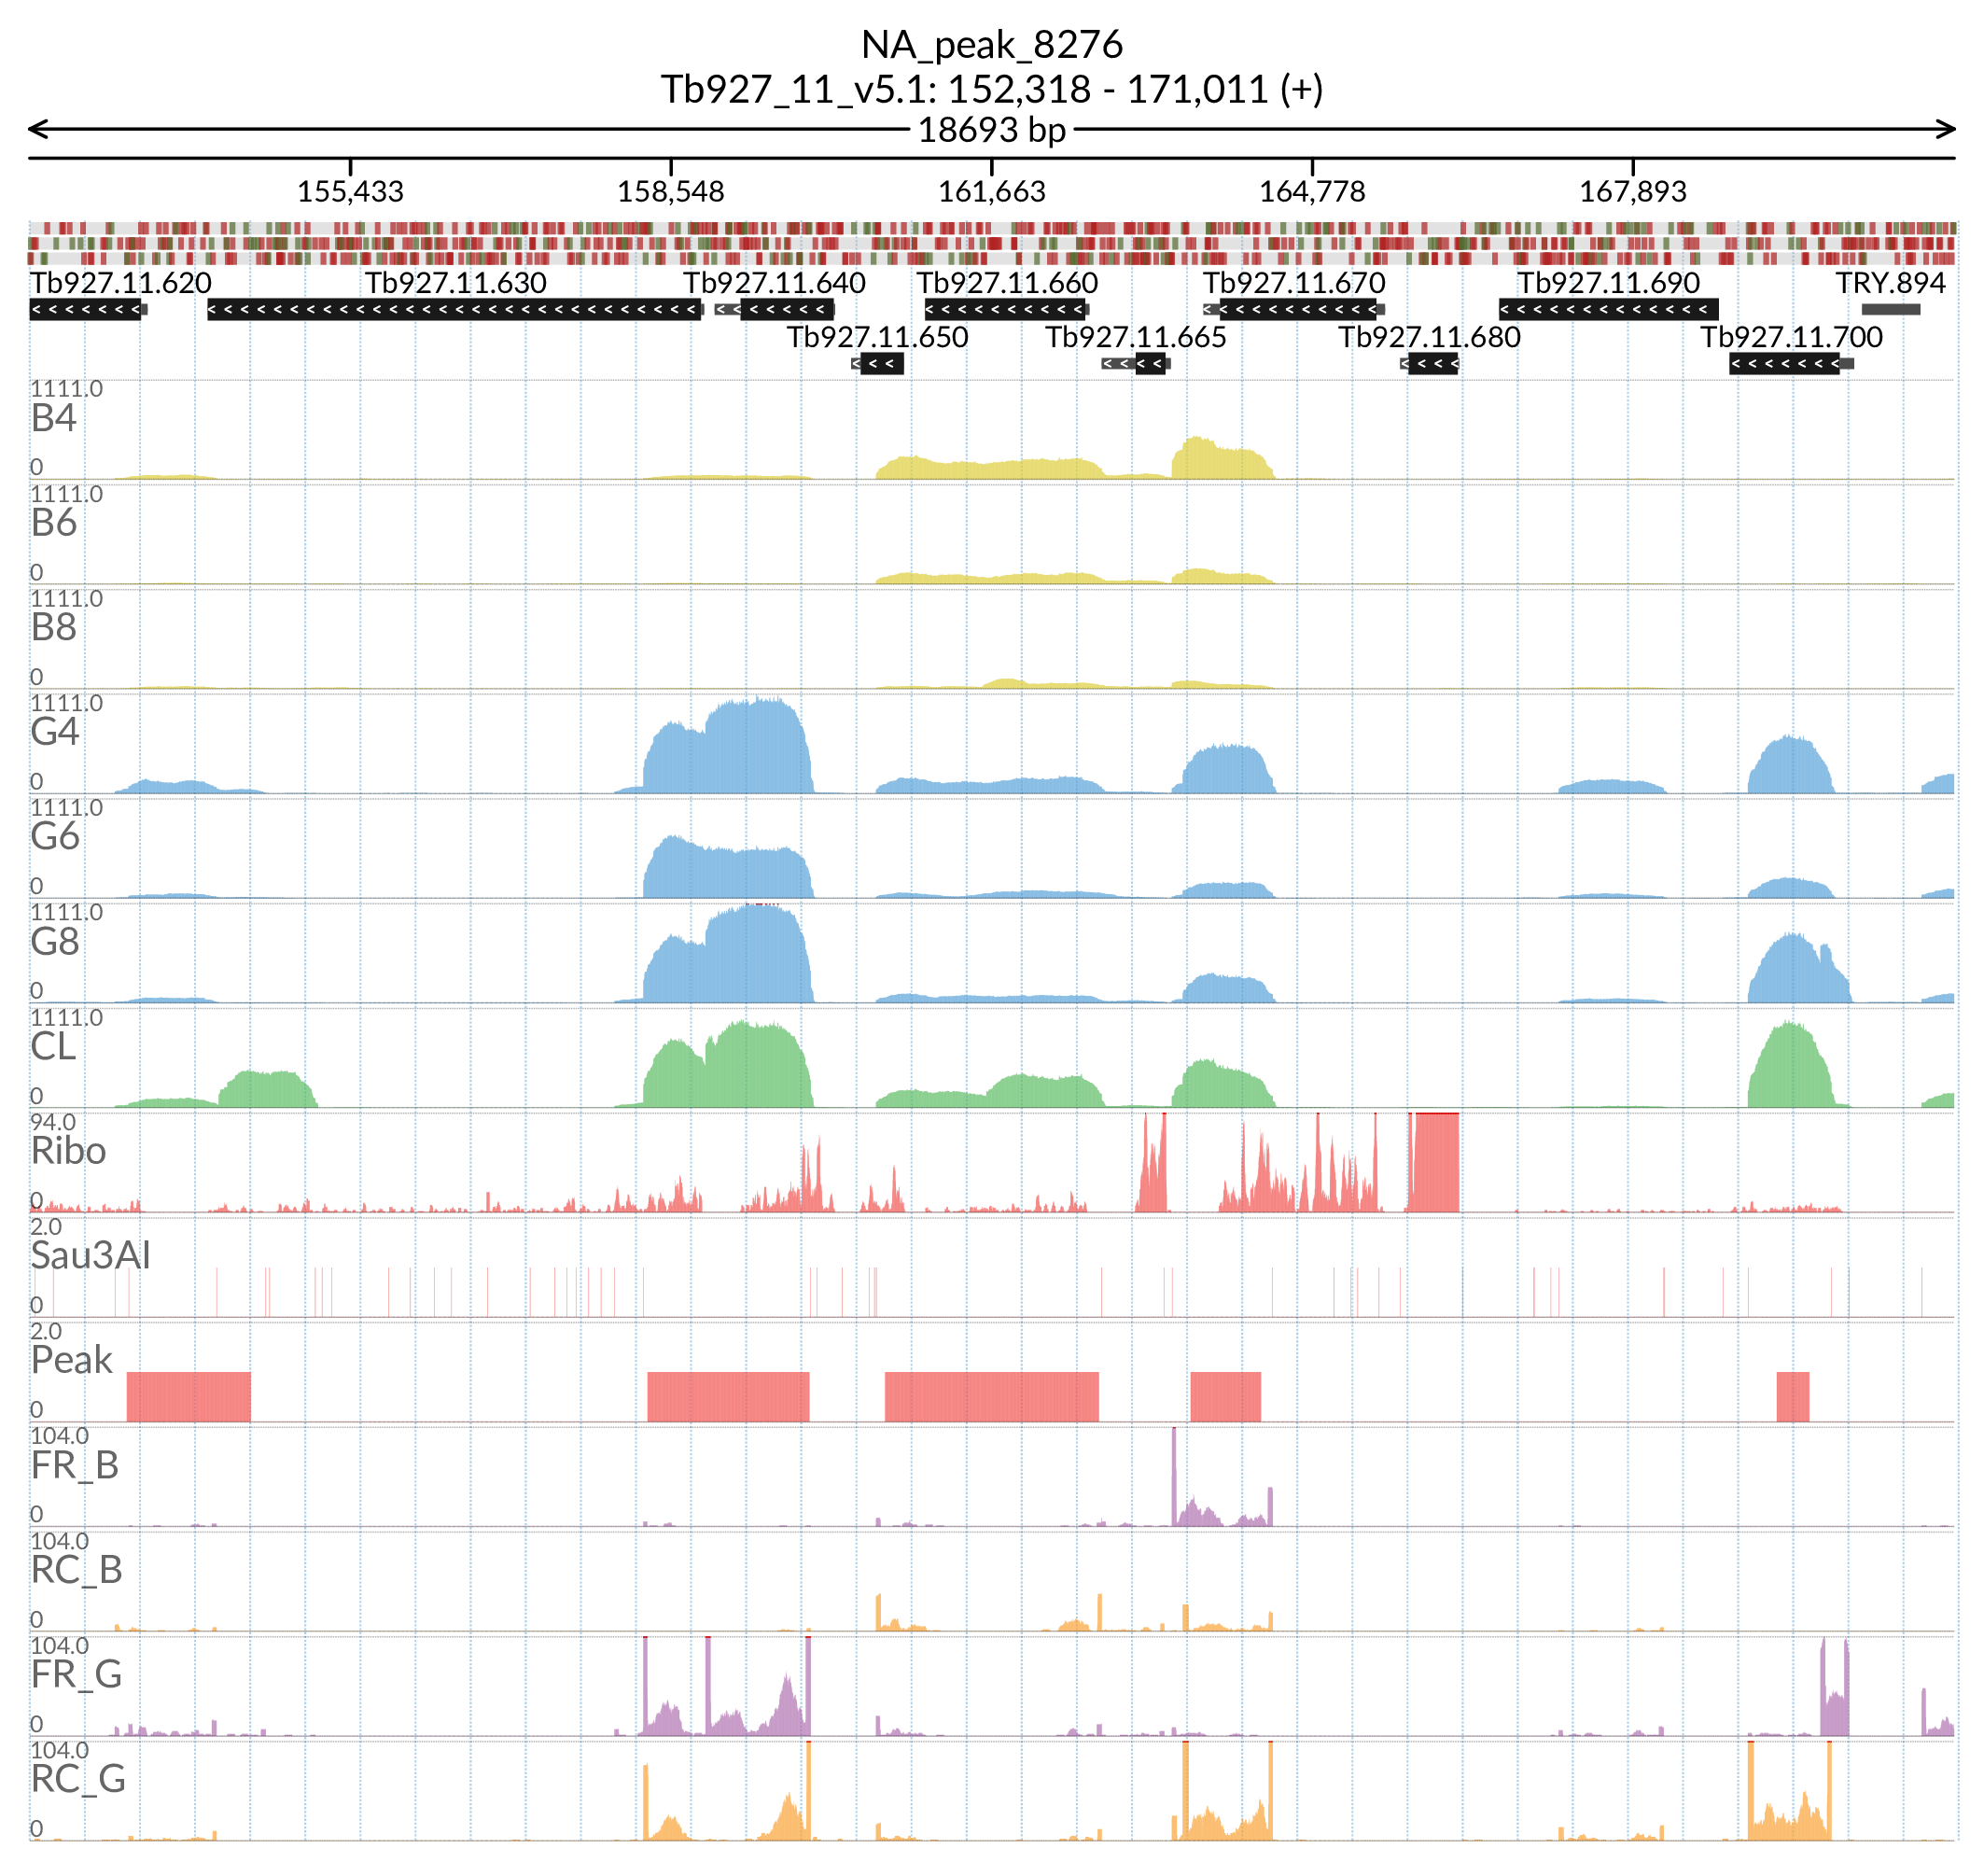 NA_peak_8276
Tb927_11_v5.1: 152,318 - 171,011 (+)
18693 bp
155,433 158,548 161,663 164,778 167,893
Tb927.11.620 Tb927.11.630 Tb927.11.640 Tb927.11.660 Tb927.11.670 Tb927.11.690 TRY.894
Tb927.11.650 Tb927.11.665 Tb927.11.680 Tb927.11.700
1111.0
B4
0
1111.0
B6
0
1111.0
B8
0
1111.0
G4
0
1111.0
G6
0
1111.0
G8
0
1111.0
CL
0
94.0
Ribo
0
2.0
Sau3AI
0
2.0
Peak
0
104.0
FR_B
0
104.0
RC_B
0
104.0
FR_G
0
104.0
RC_G
0